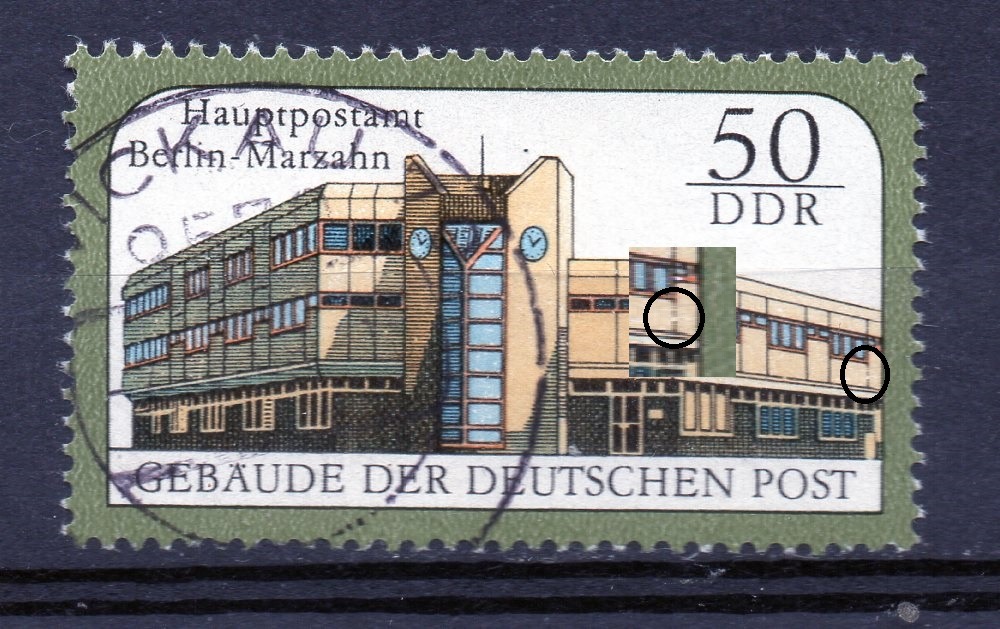 Hauptpostamt
Berlin-Marzahn
50
DDR
GEBÄUDE DER DEUTSCHEN POST